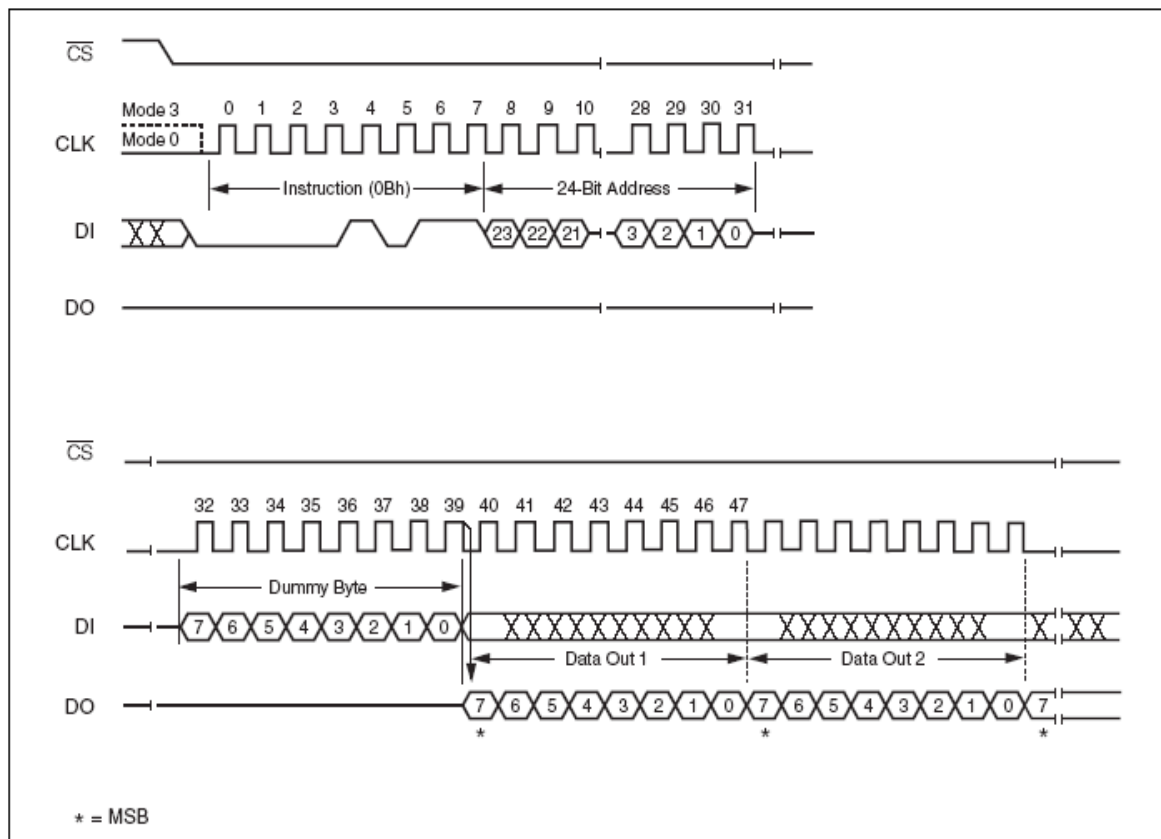 CS
Mode 3 0 1 2 3 4 5 6 7 8 9 10 28 29 30 31
CLK Mode 0
Instruction (0Bh) 24-Bit Address
DI 23 22 21 3 2 1 0
DO
CS
32 33 34 35 36 37 38 39 40 41 42 43 44 45 46 47
CLK
Dummy Byte
DI 7 6 5 4 3 2 1 0
Data Out 1 Data Out 2
DO 7 6 5 4 3 2 1 0 7 6 5 4 3 2 1 0 7
* * *
* = MSB